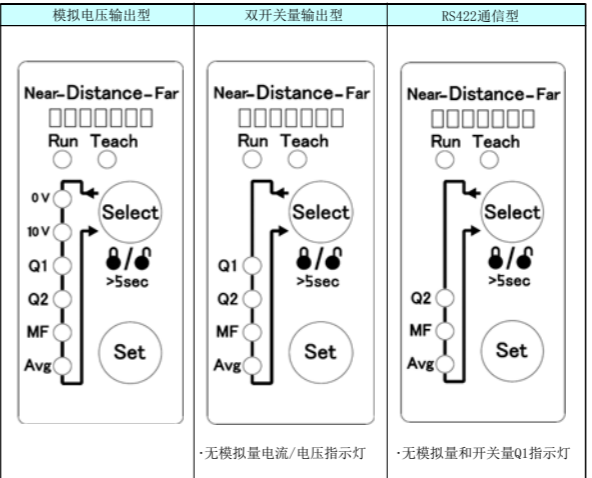 模拟电压输出型
双开关量输出型
RS422通信型
Near-Distance-Far
Run Teach
0V
Select
10V
Q1
>5sec
Q2
MF
Set
Avg
Near-Distance-Far
Run Teach
Select
Q1
>5sec
Q2
MF
Set
Avg
·无模拟量电流/电压指示灯
Near-Distance-Far
Run Teach
Select
>5sec
Q2
MF
Set
Avg
·无模拟量和开关量Q1指示灯